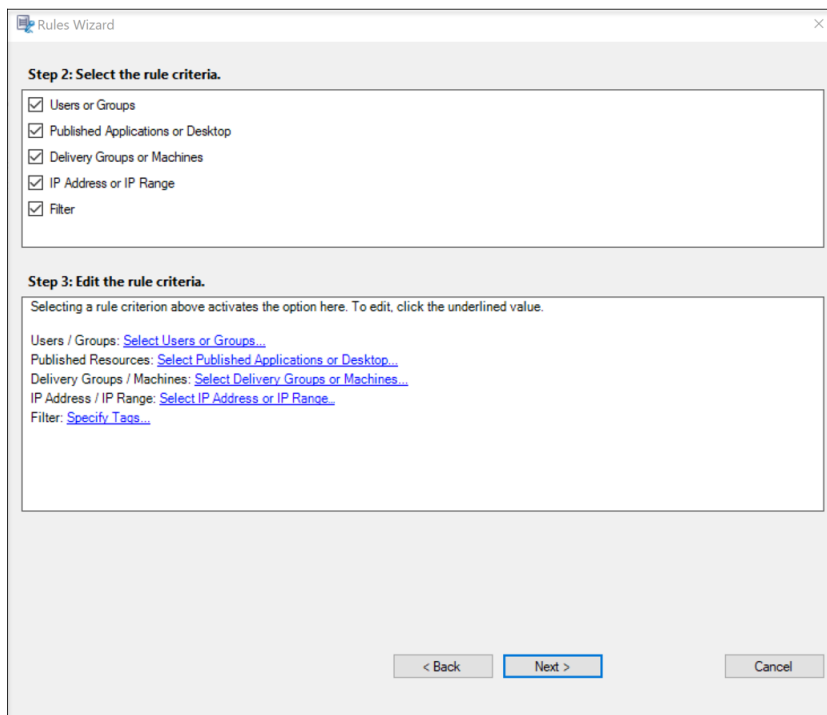 Rules Wizard
Step 2: Select the rule criteria.
Users or Groups
Published Applications or Desktop
Delivery Groups or Machines
IP Address or IP Range
Filter
Step 3: Edit the rule criteria.
Selecting a rule criterion above activates the option here. To edit, click the underlined value.
Users / Groups: Select Users or Groups...
Published Resources: Select Published Applications or Desktop...
Delivery Groups / Machines: Select Delivery Groups or Machines...
IP Address / IP Range: Select IP Address or IP Range..
Filter: Specify Tags...
< Back Next > Cancel